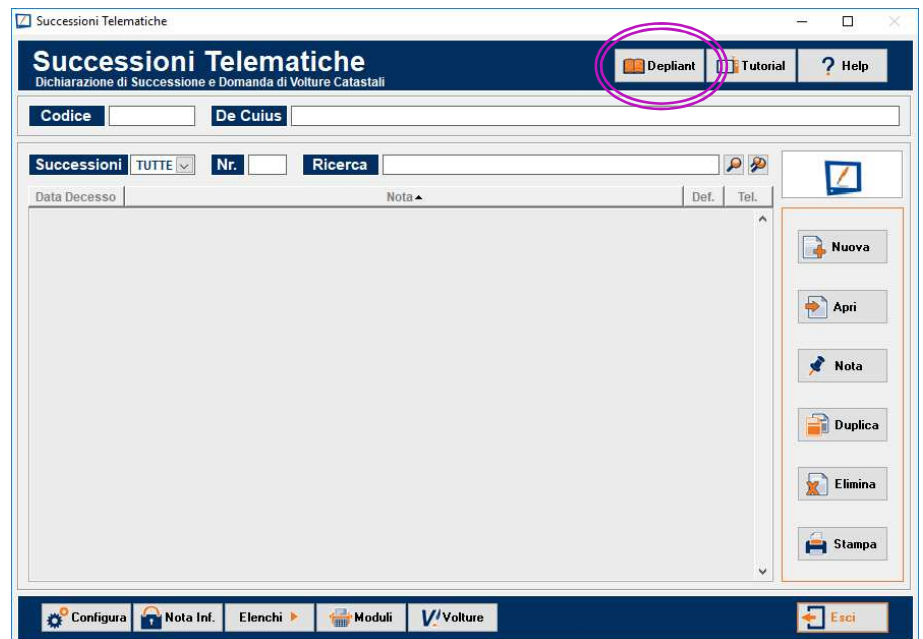 Successioni Telematiche
Successioni Telematiche
Dichiarazione di Successione e Domanda di Volture Catastali
Depliant
Tutorial
? Help
Codice
De Cuius
Successioni TUTTE Nr. Ricerca
Data Decesso Nota Def. Tel.
Nuova
Apri
Nota
Duplica
Elimina
Stampa
Configura Nota Inf. Elenchi Moduli V! Volture Esci